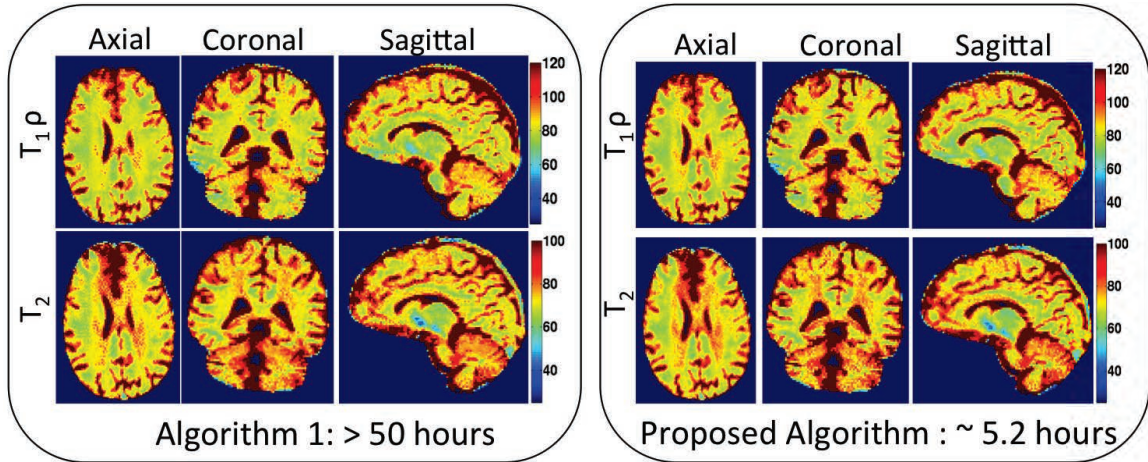 Axial Coronal Sagittal
T1ρ
120
100
80
60
40
T2
100
80
60
40
Algorithm 1: > 50 hours
Axial Coronal Sagittal
T1ρ
120
100
80
60
40
T2
100
80
60
40
Proposed Algorithm : ~ 5.2 hours